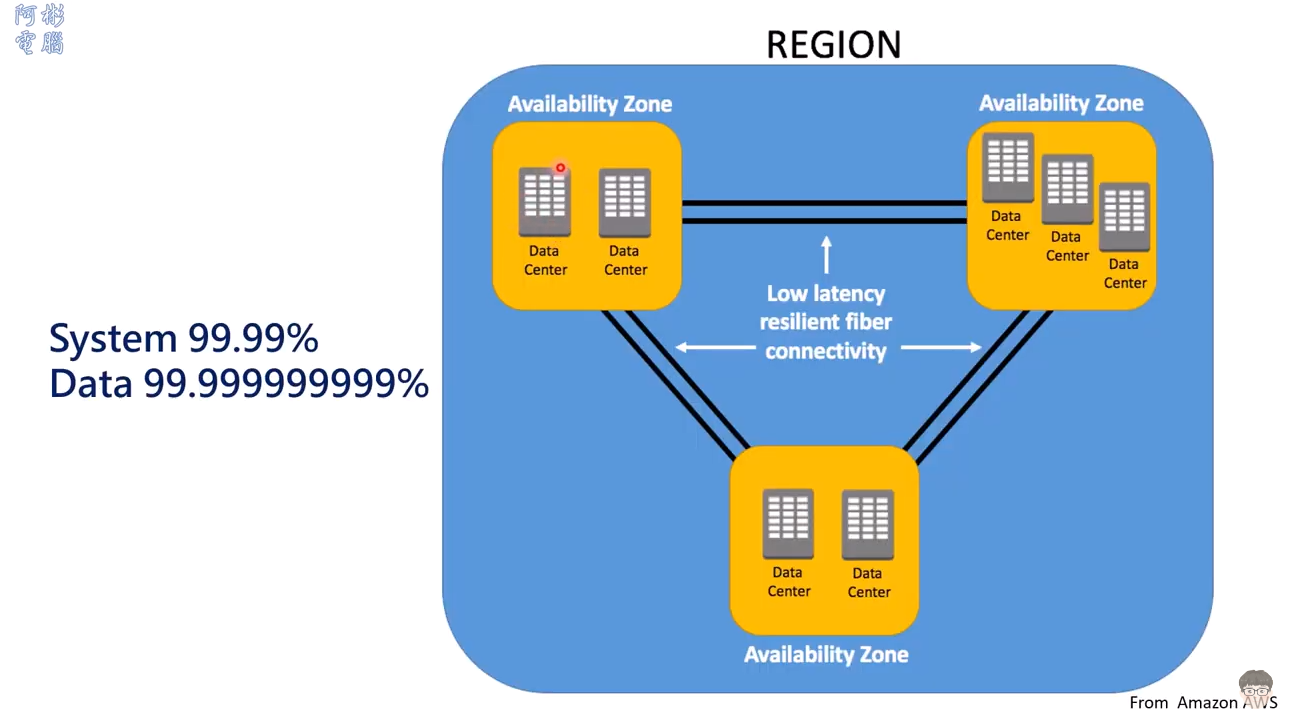 阿彬
電腦
REGION
Availability Zone
Availability Zone
Data
Center
Data
Center
Data
Center
Data
Center
Data
Center
Low latency
resilient fiber
connectivity
System 99.99%
Data 99.999999999%
Data
Center
Data
Center
Availability Zone
From Amazon AWS